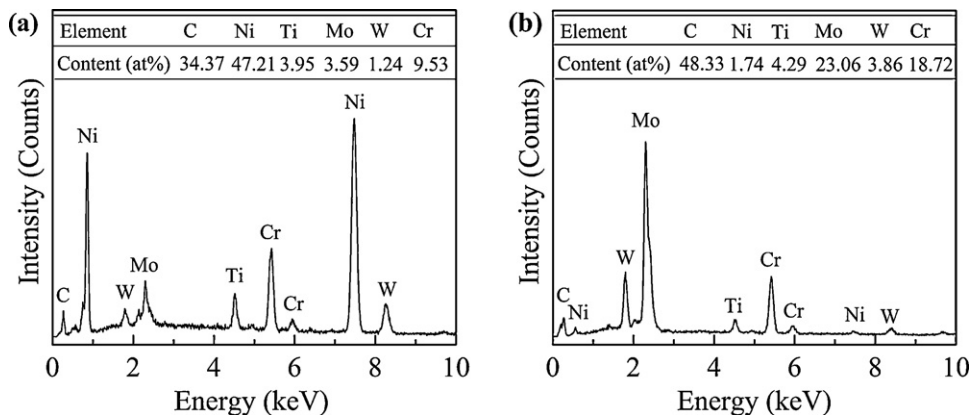 (a)
Element C Ni Ti Mo W Cr
Content (at%) 34.37 47.21 3.95 3.59 1.24 9.53
Intensity (Counts)
C
Ni
W
Mo
Ti
Cr
Cr
Ni
W
0 2 4 6 8 10
Energy (keV)
(b)
Element C Ni Ti Mo W Cr
Content (at%) 48.33 1.74 4.29 23.06 3.86 18.72
Intensity (Counts)
C
Ni
W
Mo
Ti
Cr
Cr
Ni
W
0 2 4 6 8 10
Energy (keV)